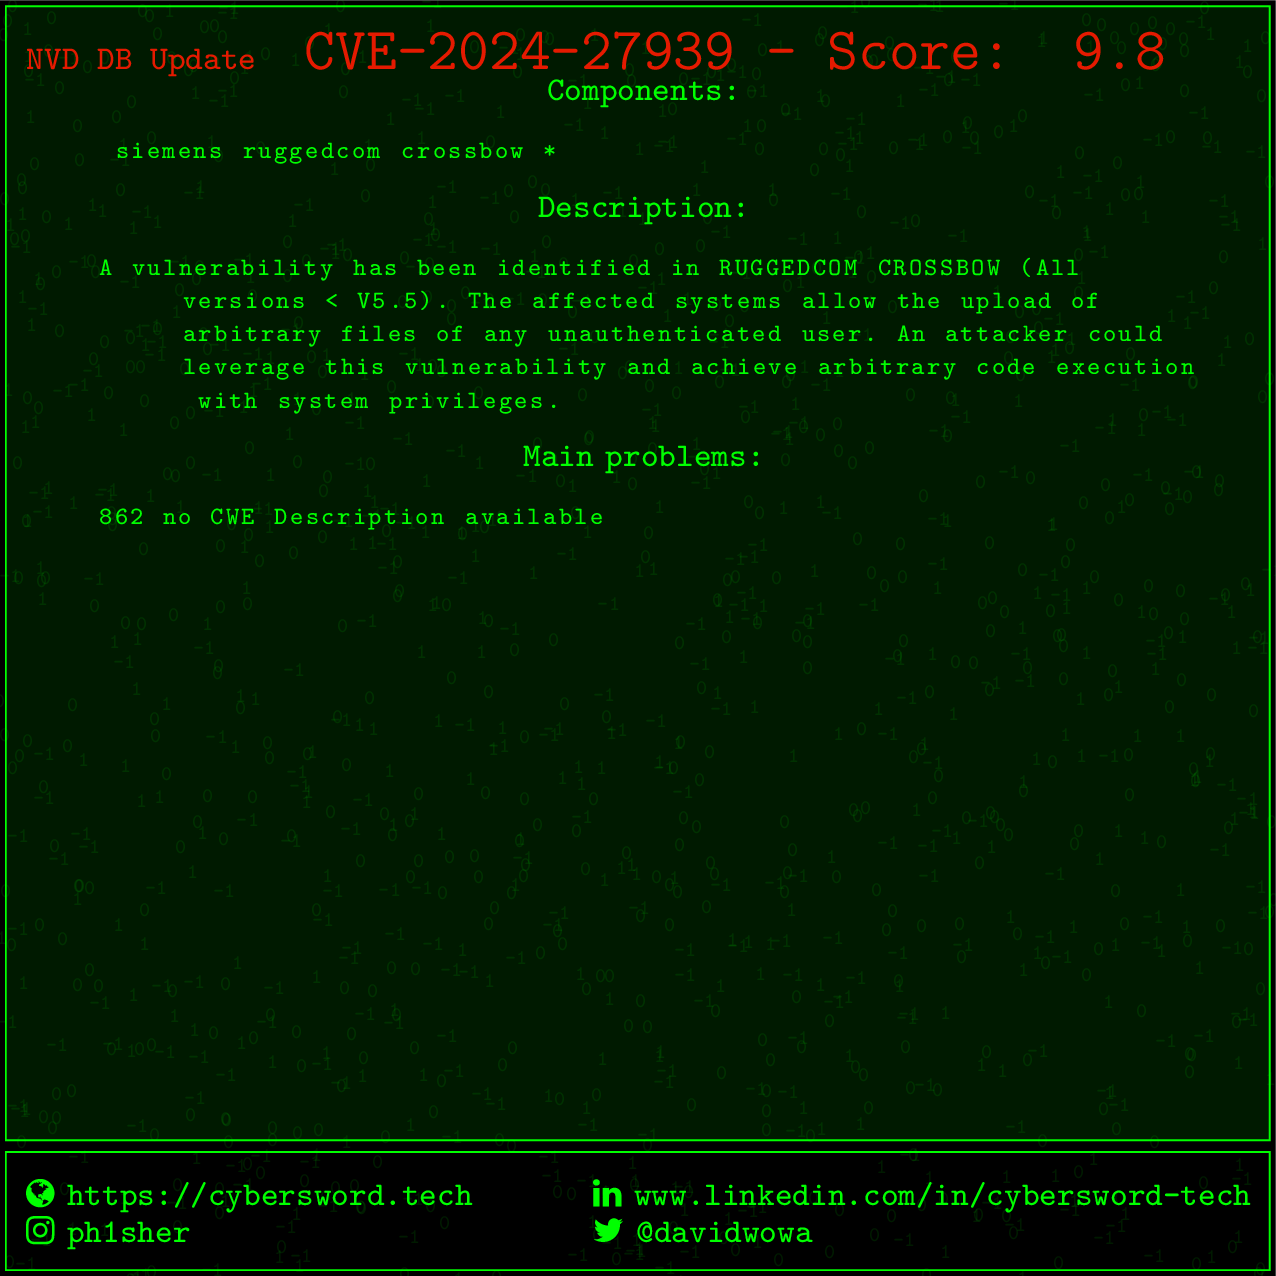 NVD DB Update CVE-2024-27939 - Score: 9.8
Components:
siemens ruggedcom crossbow *
Description:
A vulnerability has been identified in RUGGEDCOM CROSSBOW (All
versions < V5.5). The affected systems allow the upload of
arbitrary files of any unauthenticated user. An attacker could
leverage this vulnerability and achieve arbitrary code execution
with system privileges.
Main problems:
862 no CWE Description available
https://cybersword.tech
www.linkedin.com/in/cybersword-tech
ph1sher
@davidwowa